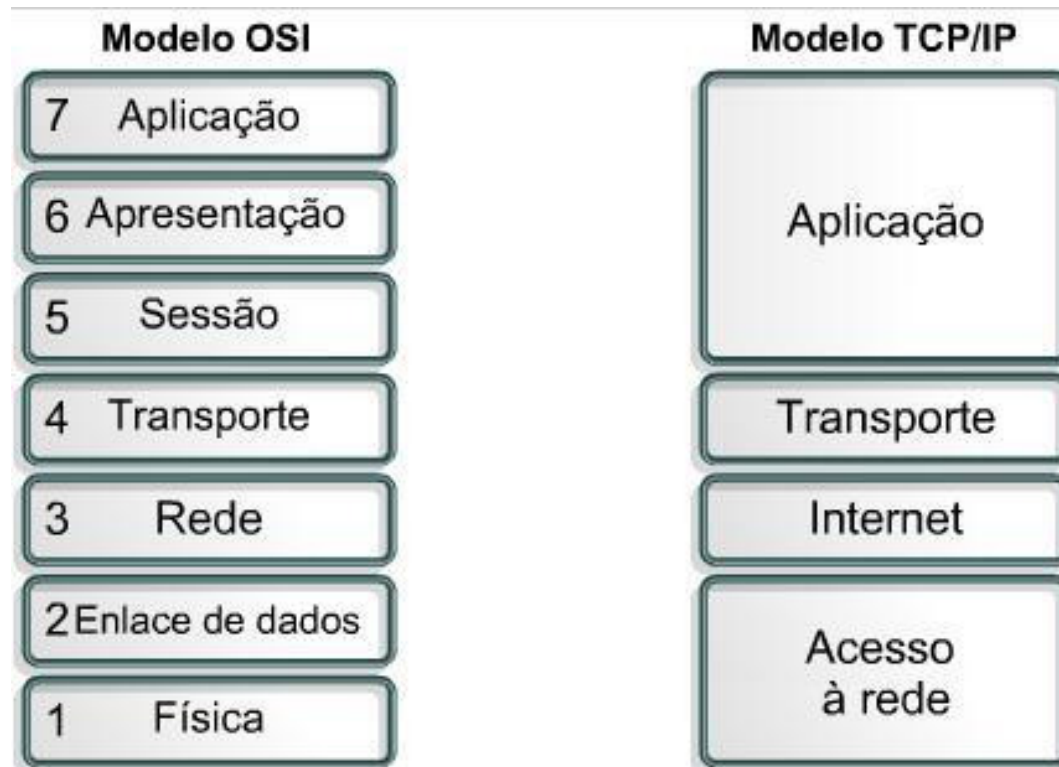 Modelo OSI
7 Aplicação
6 Apresentação
5 Sessão
4 Transporte
3 Rede
2 Enlace de dados
1 Física
Modelo TCP/IP
Aplicação
Transporte
Internet
Acesso
à rede